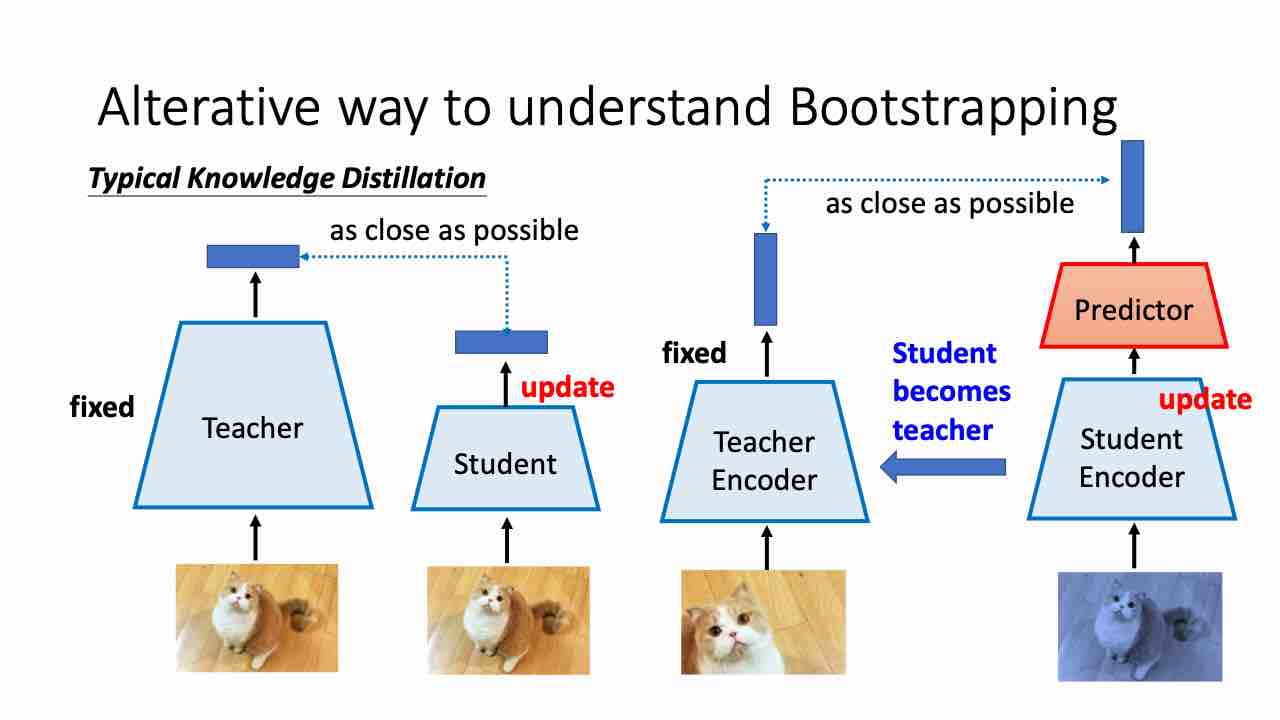 Alterative way to understand Bootstrapping
Typical Knowledge Distillation
as close as possible
fixed
Teacher
update
Student
as close as possible
fixed
Teacher
Encoder
Student
becomes
teacher
Predictor
update
Student
Encoder